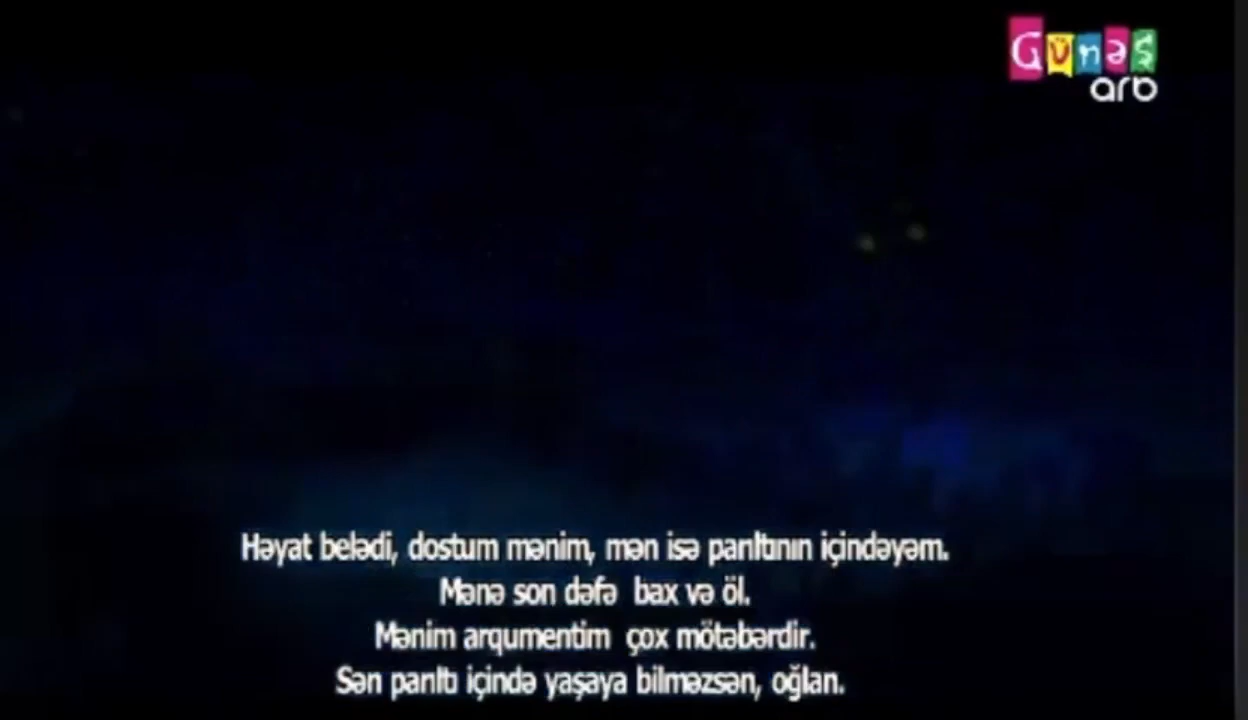 Günəş
arb
Həyat belədi, dostum mənim, mən isə parıltının içindəyəm.
Mənə son dəfə bax və öl.
Mənim arqumentim çox mötəbərdir.
Sən parıltı içində yaşaya bilməzsən, oğlan.